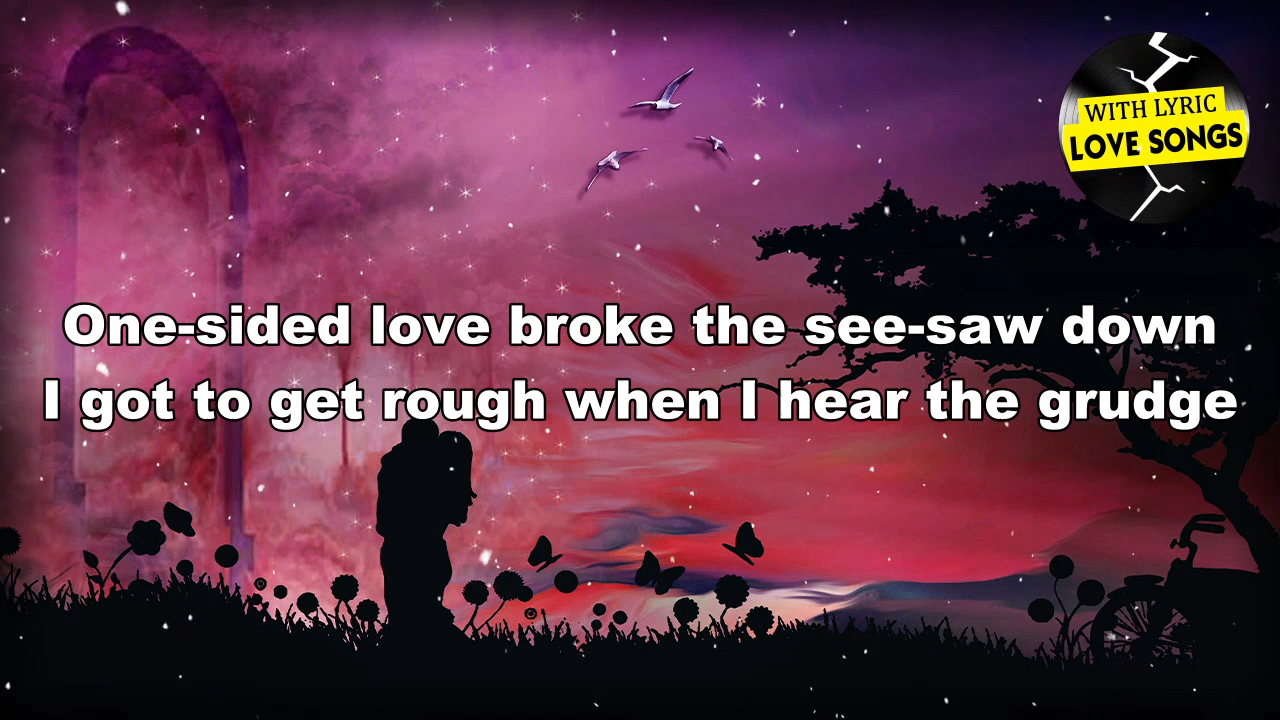 WITH LYRIC
LOVE SONGS
One-sided love broke the see-saw down
I got to get rough when I hear the grudge